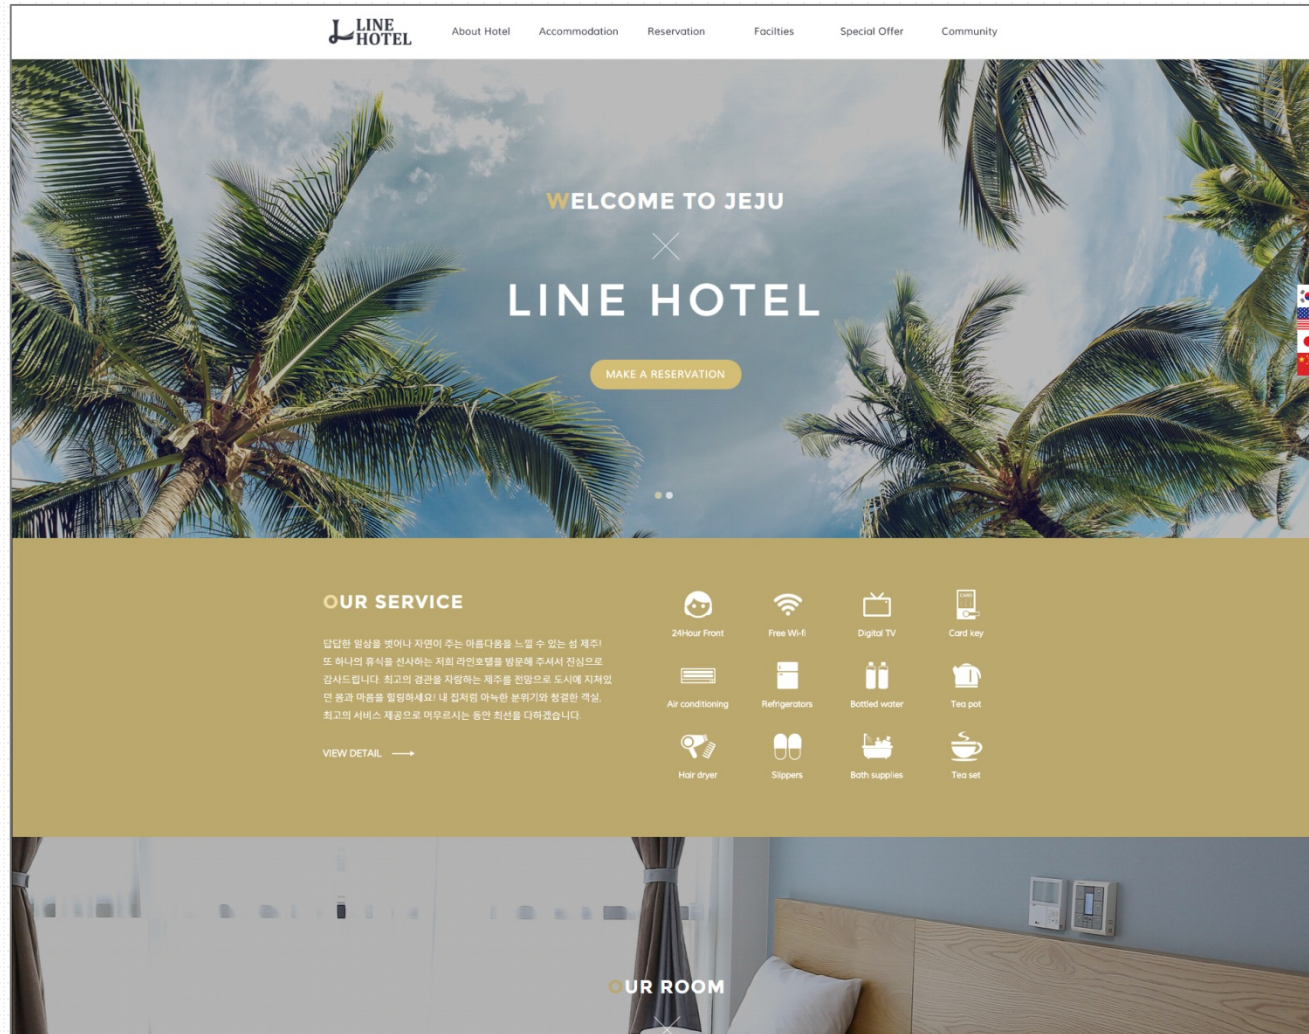 LINE
HOTEL
About Hotel Accommodation Reservation Facilties Special Offer Community
WELCOME TO JEJU
LINE HOTEL
MAKE A RESERVATION
OUR SERVICE
답답한 일상을 벗어나 자연이 주는 아름다움을 느낄 수 있는 섬 제주!
또 하나의 휴식을 선사하는 저희 라인호텔을 방문해 주셔서 진심으로
감사드립니다. 최고의 경관을 자랑하는 제주를 전망으로 도시에 지쳐있
던 몸과 마음을 힐링하세요! 내 집처럼 아늑한 분위기와 청결한 객실,
최고의 서비스 제공으로 머무르시는 동안 최선을 다하겠습니다.
VIEW DETAIL
24Hour Front Free Wi-fi Digital TV Card key
Air conditioning Refrigerators Bottled water Tea pot
Hair dryer Slippers Bath supplies Tea set
OUR ROOM